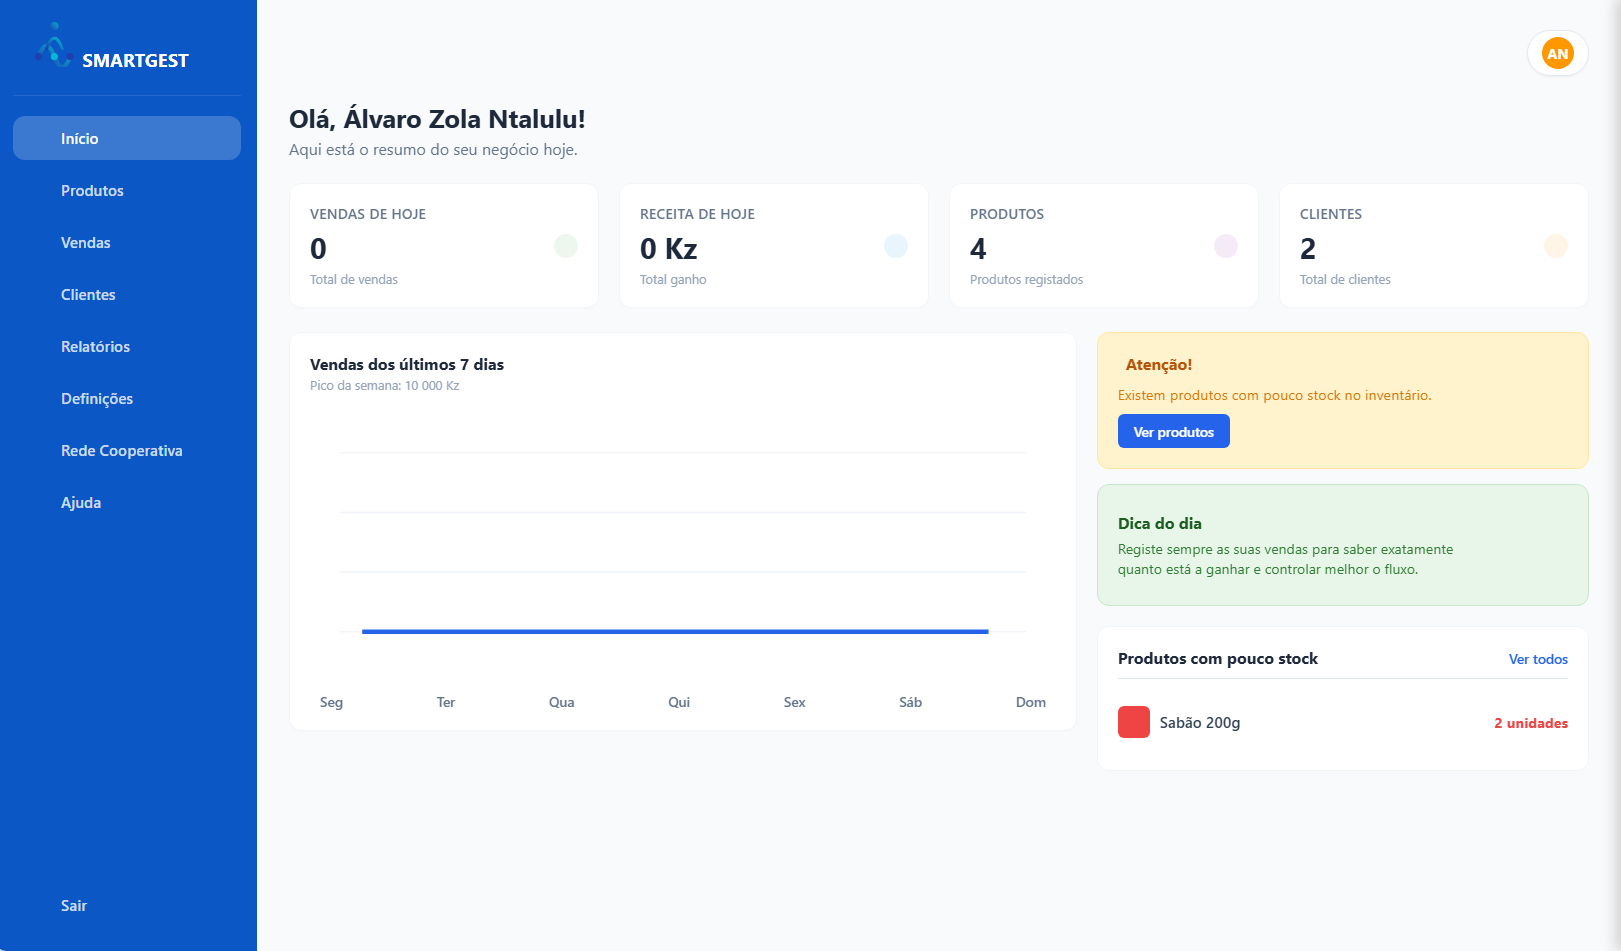 SMARTGEST
Início
Produtos
Vendas
Clientes
Relatórios
Definições
Rede Cooperativa
Ajuda
Sair
AN
Olá, Álvaro Zola Ntalulu!
Aqui está o resumo do seu negócio hoje.
VENDAS DE HOJE
0
Total de vendas
RECEITA DE HOJE
0 Kz
Total ganho
PRODUTOS
4
Produtos registados
CLIENTES
2
Total de clientes
Vendas dos últimos 7 dias
Pico da semana: 10 000 Kz
Seg Ter Qua Qui Sex Sáb Dom
Atenção!
Existem produtos com pouco stock no inventário.
Ver produtos
Dica do dia
Registe sempre as suas vendas para saber exatamente
quanto está a ganhar e controlar melhor o fluxo.
Produtos com pouco stock Ver todos
Sabão 200g 2 unidades